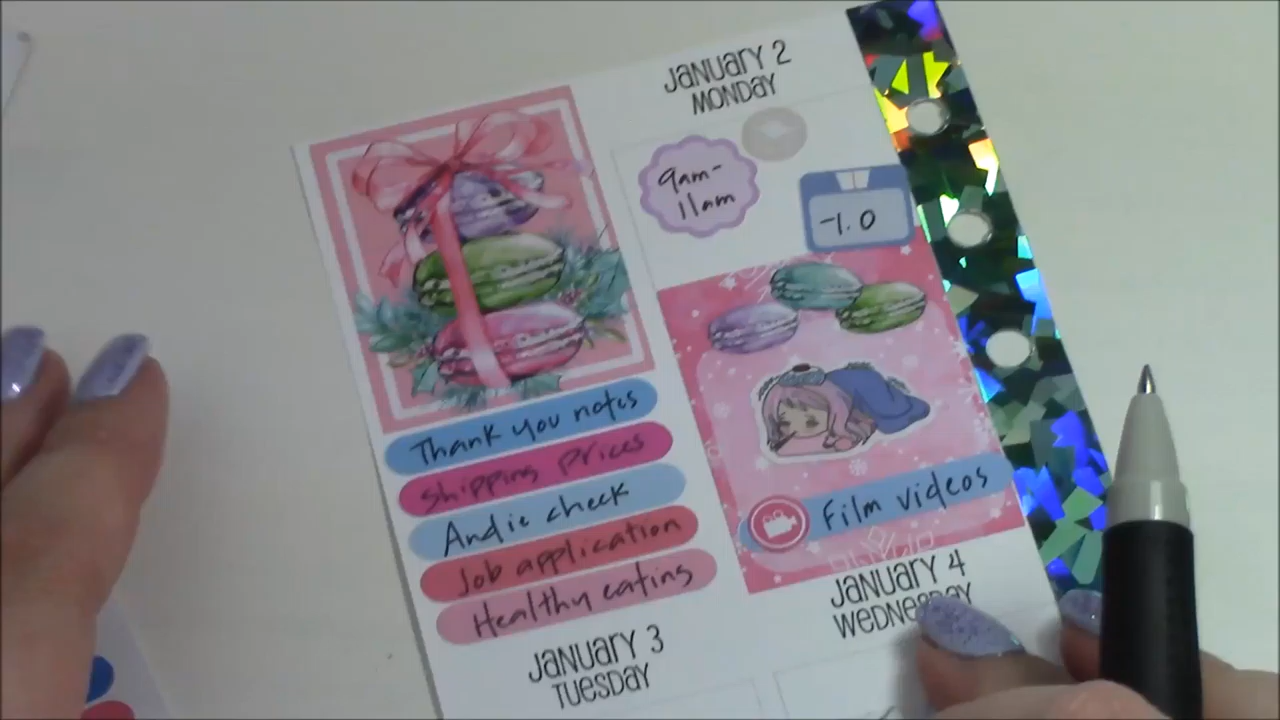 JANUARY 2
MONDAY
9am-
11am
-1.0
Thank you notes
Shipping prices
Andie check
Job application
Healthy eating
Film videos
JANUARY 3
TUESDAY
JANUARY 4
WEDNESDAY